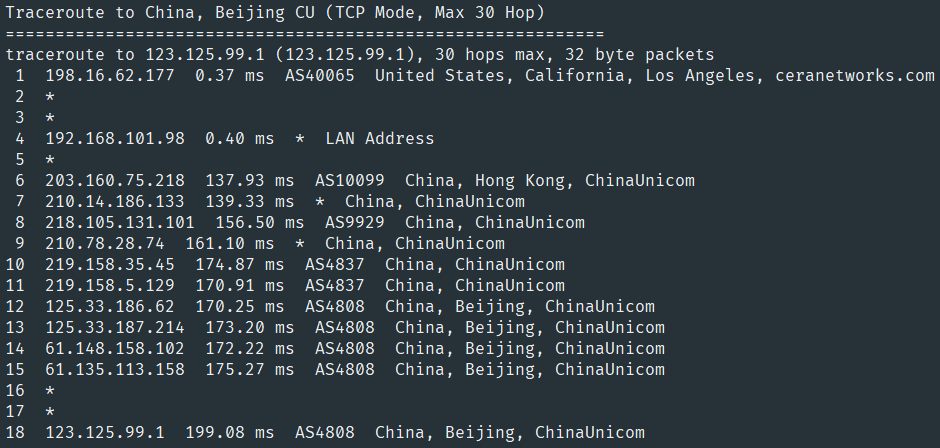 Traceroute to China, Beijing CU (TCP Mode, Max 30 Hop)
============================================================
traceroute to 123.125.99.1 (123.125.99.1), 30 hops max, 32 byte packets
 1  198.16.62.177  0.37 ms  AS40065  United States, California, Los Angeles, ceranetworks.com
 2  *
 3  *
 4  192.168.101.98  0.40 ms  *  LAN Address
 5  *
 6  203.160.75.218  137.93 ms  AS10099  China, Hong Kong, ChinaUnicom
 7  210.14.186.133  139.33 ms  *  China, ChinaUnicom
 8  218.105.131.101  156.50 ms  AS9929  China, ChinaUnicom
 9  210.78.28.74  161.10 ms  *  China, ChinaUnicom
10  219.158.35.45  174.87 ms  AS4837  China, ChinaUnicom
11  219.158.5.129  170.91 ms  AS4837  China, ChinaUnicom
12  125.33.186.62  170.25 ms  AS4808  China, Beijing, ChinaUnicom
13  125.33.187.214  173.20 ms  AS4808  China, Beijing, ChinaUnicom
14  61.148.158.102  172.22 ms  AS4808  China, Beijing, ChinaUnicom
15  61.135.113.158  175.27 ms  AS4808  China, Beijing, ChinaUnicom
16  *
17  *
18  123.125.99.1  199.08 ms  AS4808  China, Beijing, ChinaUnicom